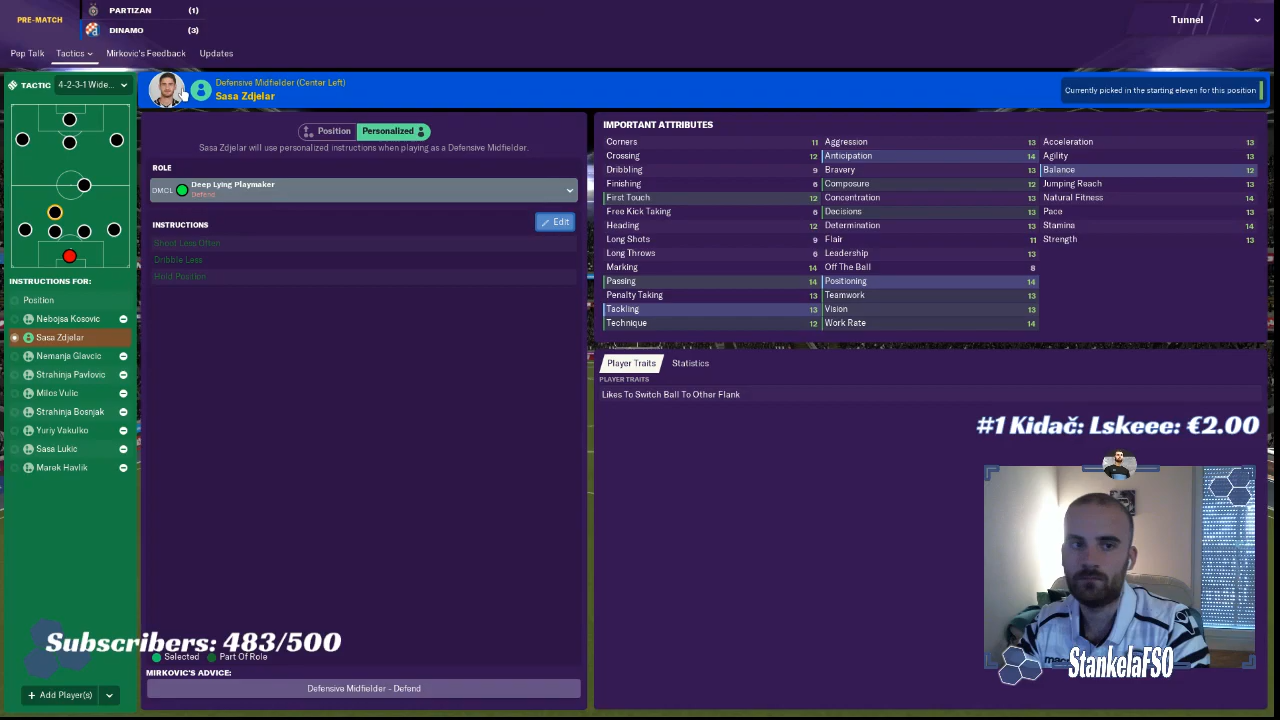 PRE-MATCH
PARTIZAN (1)
DINAMO (3)
Tunnel
Pep Talk Tactics Mirkovic's Feedback Updates
TACTIC 4-2-3-1 Wide...
Defensive Midfielder (Center Left)
Sasa Zdjelar
Currently picked in the starting eleven for this position
Position Personalized
Sasa Zdjelar will use personalized instructions when playing as a Defensive Midfielder.
ROLE
DMCL Deep Lying Playmaker
Defend
INSTRUCTIONS Edit
Shoot Less Often
Dribble Less
Hold Position
INSTRUCTIONS FOR:
Position
Nebojsa Kosovic
Sasa Zdjelar
Nemanja Glavcic
Strahinja Pavlovic
Milos Vulic
Strahinja Bosnjak
Yuriy Vakulko
Sasa Lukic
Marek Havlik
Add Player(s)
IMPORTANT ATTRIBUTES
Corners 11 Aggression 13 Acceleration 13
Crossing 12 Anticipation 14 Agility 13
Dribbling 9 Bravery 13 Balance 12
Finishing 6 Composure 12 Jumping Reach 13
First Touch 12 Concentration 13 Natural Fitness 14
Free Kick Taking 6 Decisions 13 Pace 13
Heading 12 Determination 13 Stamina 14
Long Shots 9 Flair 11 Strength 13
Long Throws 6 Leadership 13
Marking 14 Off The Ball 8
Passing 14 Positioning 14
Penalty Taking 13 Teamwork 13
Tackling 13 Vision 13
Technique 12 Work Rate 14
Player Traits Statistics
PLAYER TRAITS
Likes To Switch Ball To Other Flank
#1 Kidač: Lskeee: €2.00
Subscribers: 483/500
Selected Part Of Role
MIRKOVIC'S ADVICE:
Defensive Midfielder - Defend
StankelaFSO